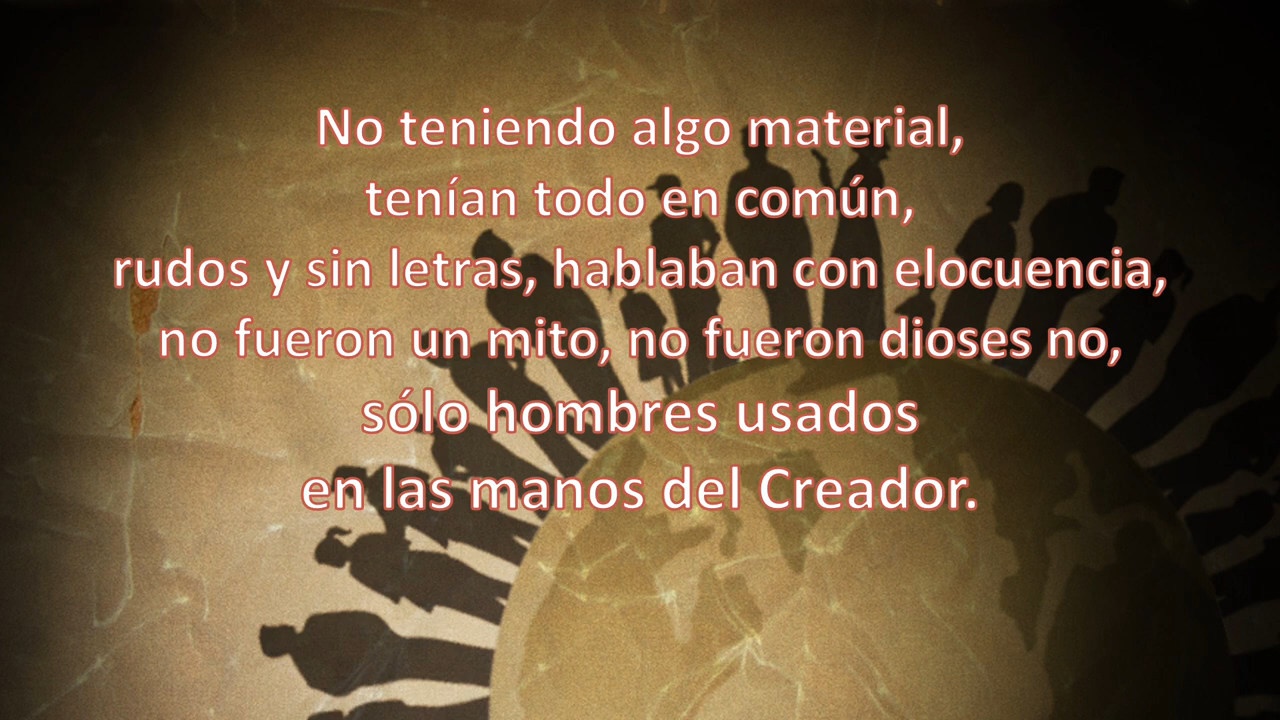 No teniendo algo material,
tenían todo en común,
rudos y sin letras, hablaban con elocuencia,
no fueron un mito, no fueron dioses no,
sólo hombres usados
en las manos del Creador.